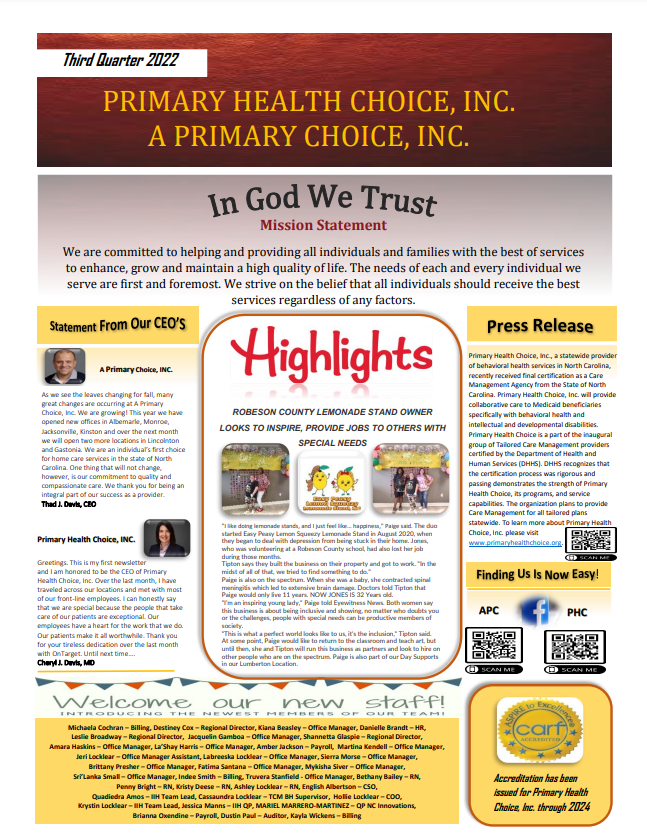 Third Quarter 2022
PRIMARY HEALTH CHOICE, INC.
A PRIMARY CHOICE, INC.
In God We Trust
Mission Statement
We are committed to helping and providing all individuals and families with the best of services
to enhance, grow and maintain a high quality of life. The needs of each and every individual we
serve are first and foremost. We strive on the belief that all individuals should receive the best
services regardless of any factors.
Statement From Our CEO'S
A Primary Choice, INC.
As we see the leaves changing for fall, many
great changes are occurring at A Primary
Choice, Inc. We are growing! This year we have
opened new offices in Albemarle, Monroe,
Jacksonville, Kinston and over the next month
we will open two more locations in Lincolnton
and Gastonia. We are an individual's first choice
for home care services in the state of North
Carolina. One thing that will not change,
however, is our commitment to quality and
compassionate care. We thank you for being an
integral part of our success as a provider.
Thad J. Davis, CEO
Primary Health Choice, INC.
Greetings. This is my first newsletter
and I am honored to be the CEO of Primary
Health Choice, Inc. Over the last month, I have
traveled across our locations and met with most
of our front-line employees. I can honestly say
that we are special because the people that take
care of our patients are exceptional. Our
employees have a heart for the work that we do.
Our patients make it all worthwhile. Thank you
for your tireless dedication over the last month
with OnTarget. Until next time....
Cheryl J. Davis, MD
Highlights
ROBESON COUNTY LEMONADE STAND OWNER
LOOKS TO INSPIRE, PROVIDE JOBS TO OTHERS WITH
SPECIAL NEEDS
Easy Peasy
Lemon Squeezy
"I like doing lemonade stands, and I just feel like... happiness," Paige said. The duo
started Easy Peasy Lemon Squeezy Lemonade Stand in August 2020, when
they began to deal with depression from being stuck in their home. Jones,
who was volunteering at a Robeson County school, had also lost her job
during those months.
Tipton says they built the business on their property and got to work. "In the
midst of all of that, we tried to find something to do."
Paige is also on the spectrum. When she was a baby, she contracted spinal
meningitis which led to extensive brain damage. Doctors told Tipton that
Paige would only live 11 years. NOW JONES IS 32 Years old.
"I'm an inspiring young lady," Paige told Eyewitness News. Both women say
this business is about being inclusive and showing, no matter who doubts you
or the challenges, people with special needs can be productive members of
society.
"This is what a perfect world looks like to us, it's the inclusion," Tipton said.
At some point, Paige would like to return to the classroom and teach art, but
until then, she and Tipton will run this business as partners and look to hire on
other people who are on the spectrum. Paige is also part of our Day Supports
in our Lumberton Location.
Press Release
Primary Health Choice, Inc., a statewide provider
of behavioral health services in North Carolina,
recently received final certification as a Care
Management Agency from the State of North
Carolina. Primary Health Choice, Inc. will provide
collaborative care to Medicaid beneficiaries
specifically with behavioral health and
intellectual and developmental disabilities.
Primary Health Choice is a part of the inaugural
group of Tailored Care Management providers
certified by the Department of Health and
Human Services (DHHS). DHHS recognizes that
the certification process was rigorous and
passing demonstrates the strength of Primary
Health Choice, its programs, and service
capabilities. The organization plans to provide
Care Management for all tailored plans
statewide. To learn more about Primary Health
Choice, Inc. please visit
www.primaryhealthchoice.org.
SCAN ME
Finding Us Is Now Easy!
APC
PHC
SCAN ME
SCAN ME
Welcome our new staff!
INTRODUCING THE NEWEST MEMBERS OF OUR TEAM!
Michaela Cochran – Billing, Destiney Cox – Regional Director, Kiana Beasley – Office Manager, Danielle Brandt – HR,
Leslie Broadway – Regional Director, Jacquelin Gamboa – Office Manager, Shannetta Glaspie – Regional Director,
Amara Haskins – Office Manager, La'Shay Harris – Office Manager, Amber Jackson – Payroll, Martina Kendell – Office Manager,
Jeri Locklear – Office Manager Assistant, Labreeska Locklear – Office Manager, Sierra Morse – Office Manager,
Brittany Presher – Office Manager, Fatima Santana – Office Manager, Mykisha Siver – Office Manager,
Sri'Lanka Small – Office Manager, Indee Smith – Billing, Truvera Stanfield - Office Manager, Bethany Bailey – RN,
Penny Bright – RN, Kristy Deese – RN, Ashley Locklear – RN, English Albertson – CSO,
Quadiedra Amos – IIH Team Lead, Cassaundra Locklear – TCM BH Supervisor, Hollie Locklear – COO,
Krystin Locklear – IIH Team Lead, Jessica Manns – IIH QP, MARIEL MARRERO-MARTINEZ – QP NC Innovations,
Brianna Oxendine – Payroll, Dustin Paul – Auditor, Kayla Wickens – Billing
ASPIRE to Excellence
carf
ACCREDITED
Accreditation has been
issued for Primary Health
Choice, Inc. through 2024